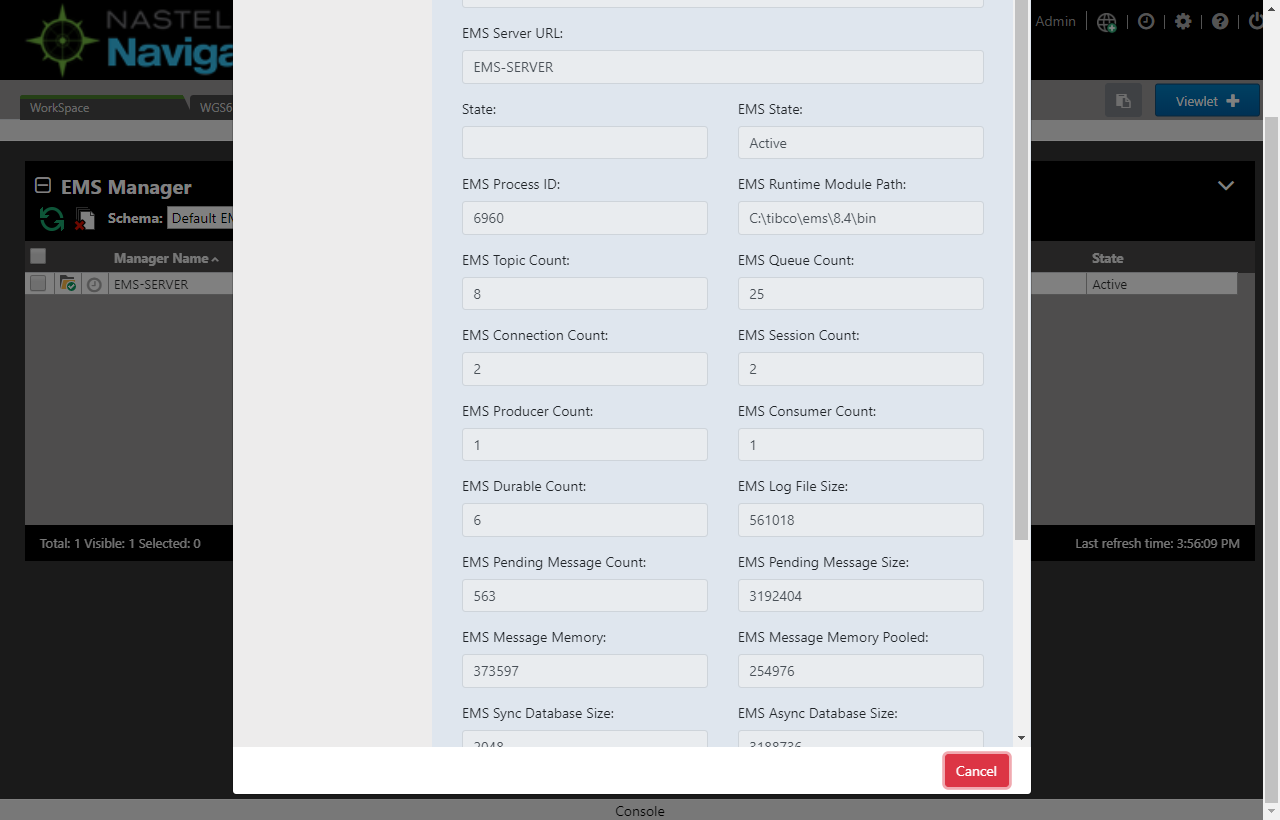 NASTEL
Naviga
Admin
WorkSpace
WGS6
Viewlet
EMS Manager
Schema: Default EM
Manager Name
State
EMS-SERVER
Active
Total: 1 Visible: 1 Selected: 0
Last refresh time: 3:56:09 PM
EMS Server URL:
EMS-SERVER
State:
EMS State:
Active
EMS Process ID:
EMS Runtime Module Path:
6960
C:\tibco\ems\8.4\bin
EMS Topic Count:
EMS Queue Count:
8
25
EMS Connection Count:
EMS Session Count:
2
2
EMS Producer Count:
EMS Consumer Count:
1
1
EMS Durable Count:
EMS Log File Size:
6
561018
EMS Pending Message Count:
EMS Pending Message Size:
563
3192404
EMS Message Memory:
EMS Message Memory Pooled:
373597
254976
EMS Sync Database Size:
EMS Async Database Size:
2048
3188736
Cancel
Console